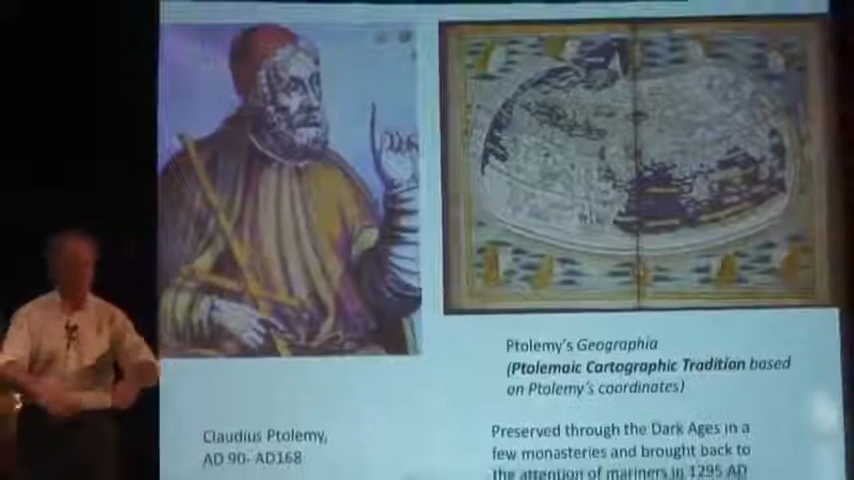 Ptolemy's Geographia
(Ptolemaic Cartographic Tradition based
on Ptolemy's coordinates)
Claudius Ptolemy,
AD 90- AD168
Preserved through the Dark Ages in a
few monasteries and brought back to
the attention of mariners in 1295 AD